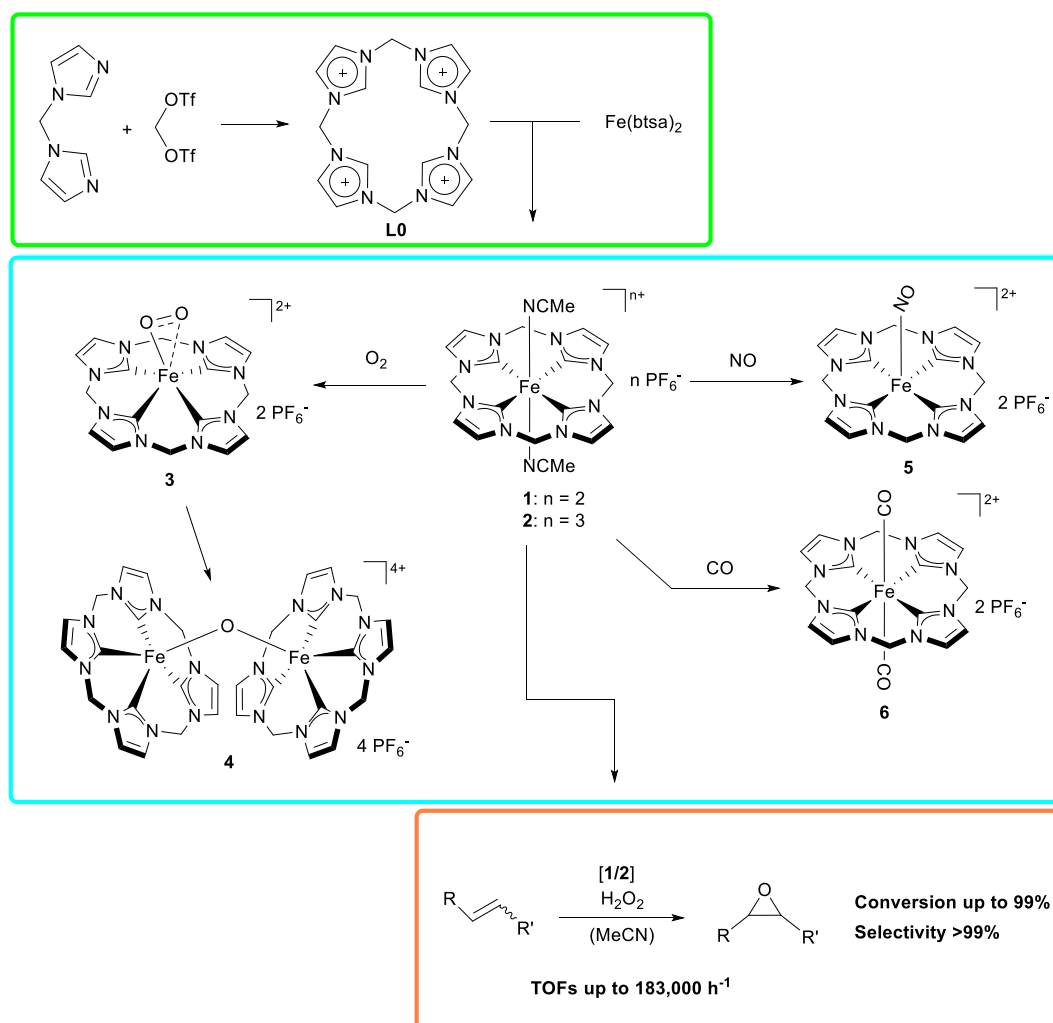 N
N
N
N
+
OTf
OTf
N
N
N
N
N
N
N
N
+
+
+
+
L0
Fe(btsa)2
O
O
2+
N
N
N
N
N
N
N
N
Fe
2 PF6-
3
O2
NCMe
n+
N
N
N
N
N
N
N
N
Fe
n PF6-
NCMe
1: n = 2
2: n = 3
NO
NO
2+
N
N
N
N
N
N
N
N
Fe
2 PF6-
5
CO
CO
2+
N
N
N
N
N
N
N
N
Fe
2 PF6-
CO
6
4+
N
N
N
N
N
N
N
N
Fe
O
Fe
N
N
N
N
N
N
N
N
4 PF6-
4
R
R'
[1/2]
H2O2
(MeCN)
O
R
R'
Conversion up to 99%
Selectivity >99%
TOFs up to 183,000 h-1